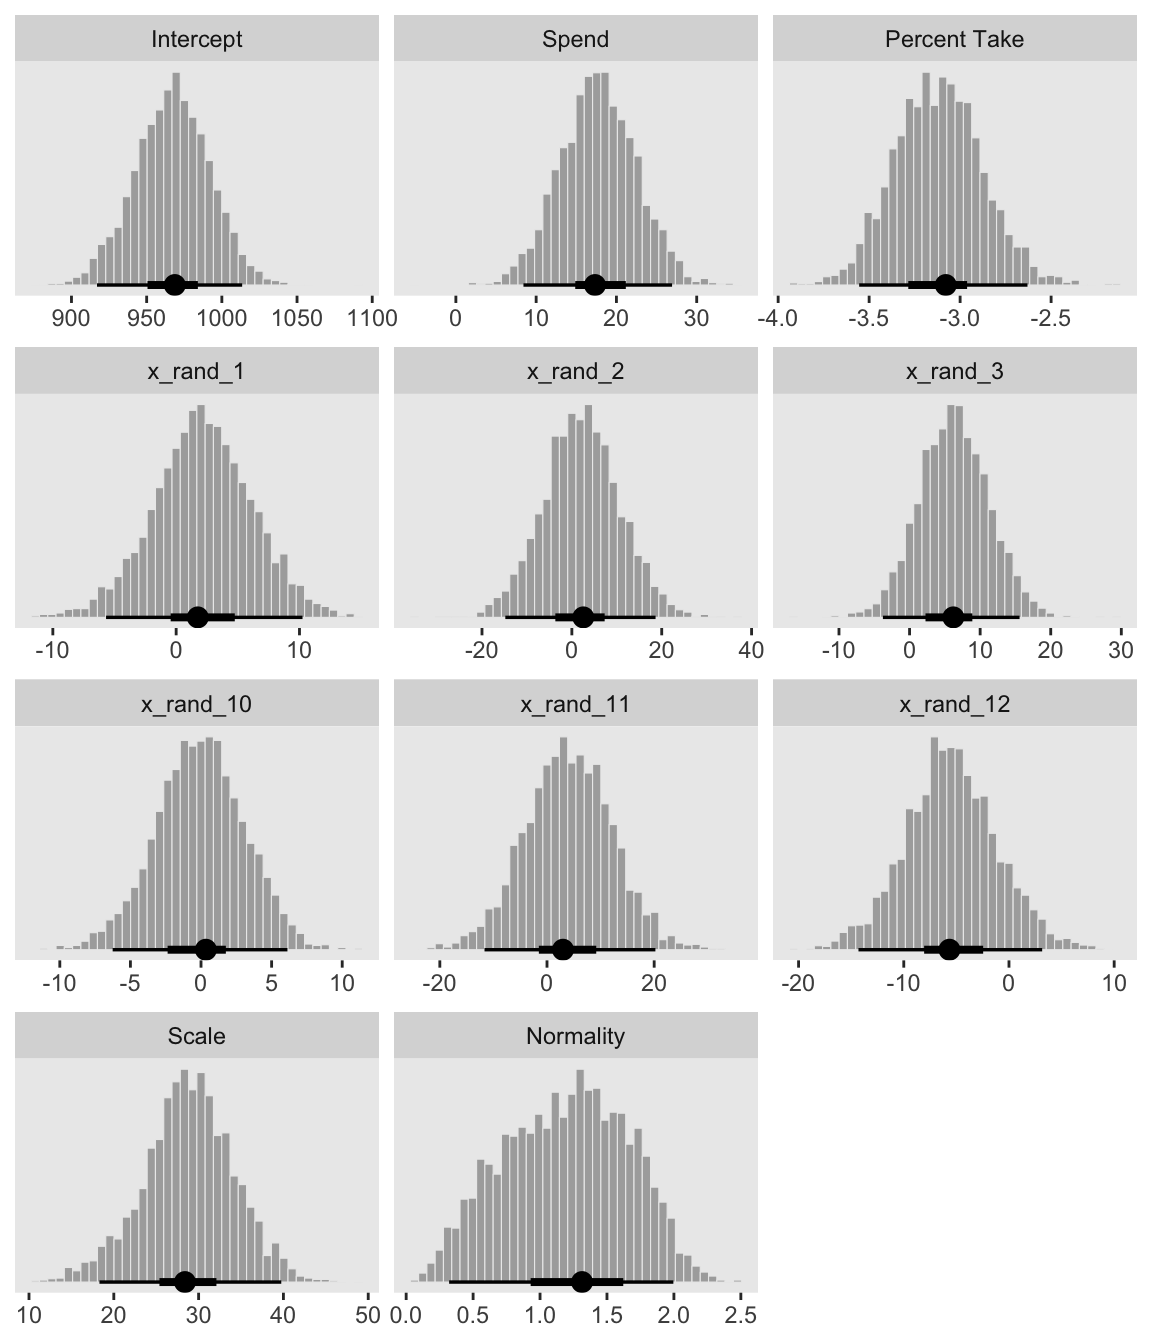 Intercept Spend Percent Take
900 950 1000 1050 1100 0 10 20 30 -4.0 -3.5 -3.0 -2.5
x_rand_1 x_rand_2 x_rand_3
-10 0 10 -20 0 20 40 -10 0 10 20 30
x_rand_10 x_rand_11 x_rand_12
-10 -5 0 5 10 -20 0 20 -20 -10 0 10
Scale Normality
10 20 30 40 50 0.0 0.5 1.0 1.5 2.0 2.5